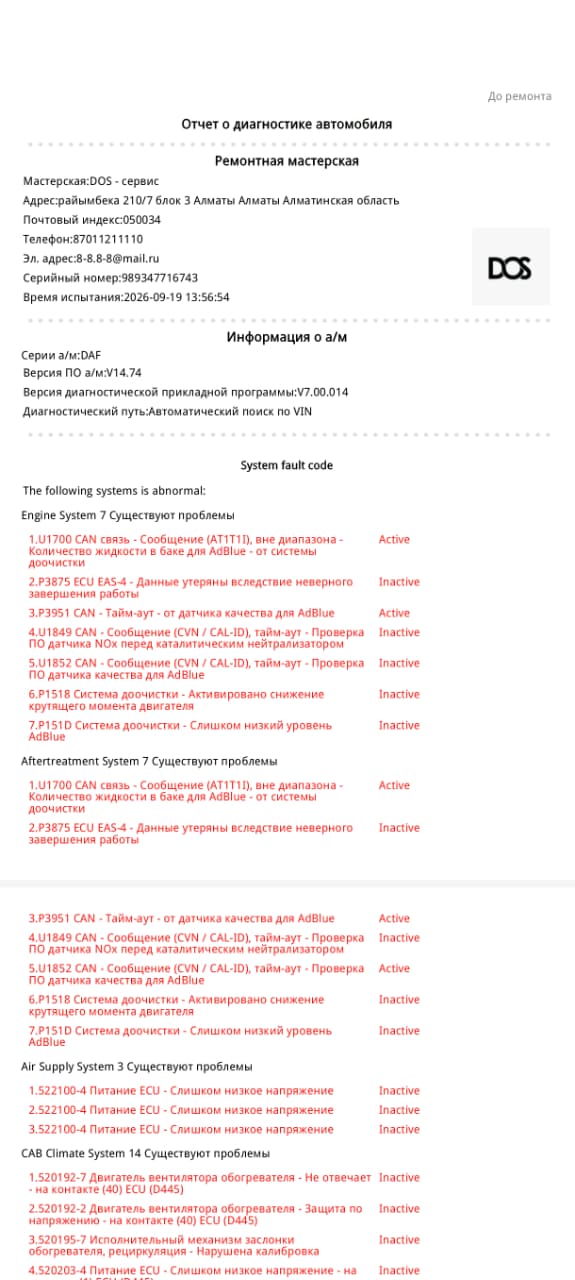 До ремонта
Отчет о диагностике автомобиля
Ремонтная мастерская
Мастерская:DOS - сервис
Адрес:райымбека 210/7 блок 3 Алматы Алматы Алматинская область
Почтовый индекс:050034
Телефон:87011211110
Эл. адрес:8-8.8-8@mail.ru
Серийный номер:989347716743
Время испытания:2026-09-19 13:56:54
DOS
Информация о а/м
Серии а/м:DAF
Версия ПО а/м:V14.74
Версия диагностической прикладной программы:V7.00.014
Диагностический путь:Автоматический поиск по VIN
System fault code
The following systems is abnormal:
Engine System 7 Существуют проблемы
1.U1700 CAN связь - Сообщение (AT1T1I), вне диапазона - Active
Количество жидкости в баке для AdBlue - от системы
доочистки
2.P3875 ECU EAS-4 - Данные утеряны вследствие неверного Inactive
завершения работы
3.P3951 CAN - Тайм-аут - от датчика качества для AdBlue Active
4.U1849 CAN - Сообщение (CVN / CAL-ID), тайм-аут - Проверка Inactive
ПО датчика NOx перед каталитическим нейтрализатором
5.U1852 CAN - Сообщение (CVN / CAL-ID), тайм-аут - Проверка Inactive
ПО датчика качества для AdBlue
6.P1518 Система доочистки - Активировано снижение Inactive
крутящего момента двигателя
7.P151D Система доочистки - Слишком низкий уровень Inactive
AdBlue
Aftertreatment System 7 Существуют проблемы
1.U1700 CAN связь - Сообщение (AT1T1I), вне диапазона - Active
Количество жидкости в баке для AdBlue - от системы
доочистки
2.P3875 ECU EAS-4 - Данные утеряны вследствие неверного Inactive
завершения работы
3.P3951 CAN - Тайм-аут - от датчика качества для AdBlue Active
4.U1849 CAN - Сообщение (CVN / CAL-ID), тайм-аут - Проверка Inactive
ПО датчика NOx перед каталитическим нейтрализатором
5.U1852 CAN - Сообщение (CVN / CAL-ID), тайм-аут - Проверка Active
ПО датчика качества для AdBlue
6.P1518 Система доочистки - Активировано снижение Inactive
крутящего момента двигателя
7.P151D Система доочистки - Слишком низкий уровень Inactive
AdBlue
Air Supply System 3 Существуют проблемы
1.522100-4 Питание ECU - Слишком низкое напряжение Inactive
2.522100-4 Питание ECU - Слишком низкое напряжение Inactive
3.522100-4 Питание ECU - Слишком низкое напряжение Inactive
CAB Climate System 14 Существуют проблемы
1.520192-7 Двигатель вентилятора обогревателя - Не отвечает Inactive
- на контакте (40) ECU (D445)
2.520192-2 Двигатель вентилятора обогревателя - Защита по Inactive
напряжению - на контакте (40) ECU (D445)
3.520195-7 Исполнительный механизм заслонки Inactive
обогревателя, рециркуляция - Нарушена калибровка
4.520203-4 Питание ECU - Слишком низкое напряжение - на Inactive